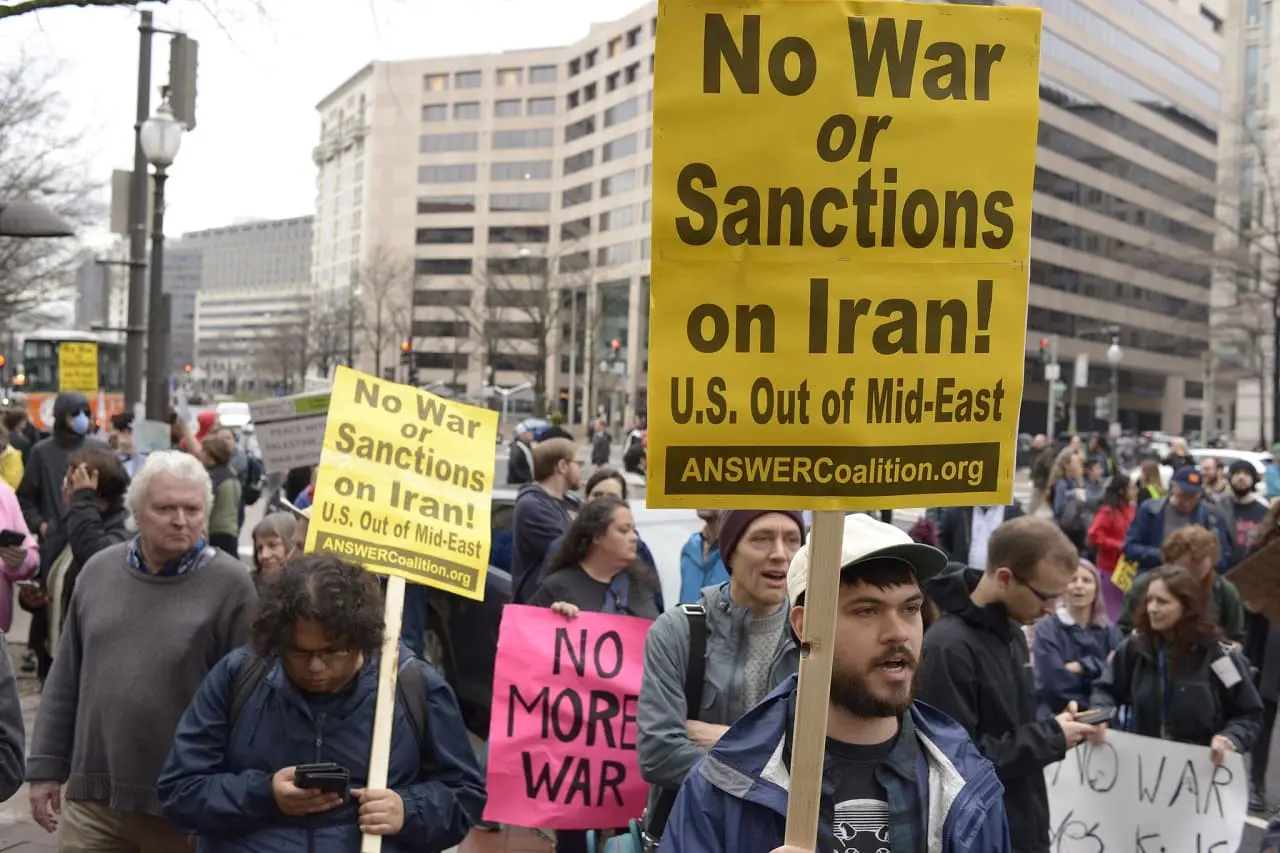 No War
or
Sanctions
on Iran!
U.S. Out of Mid-East
ANSWERCoalition.org
No War
or
Sanctions
on Iran!
U.S. Out of Mid-East
ANSWERCoalition.org
NO
MORE
WAR
NO WAR